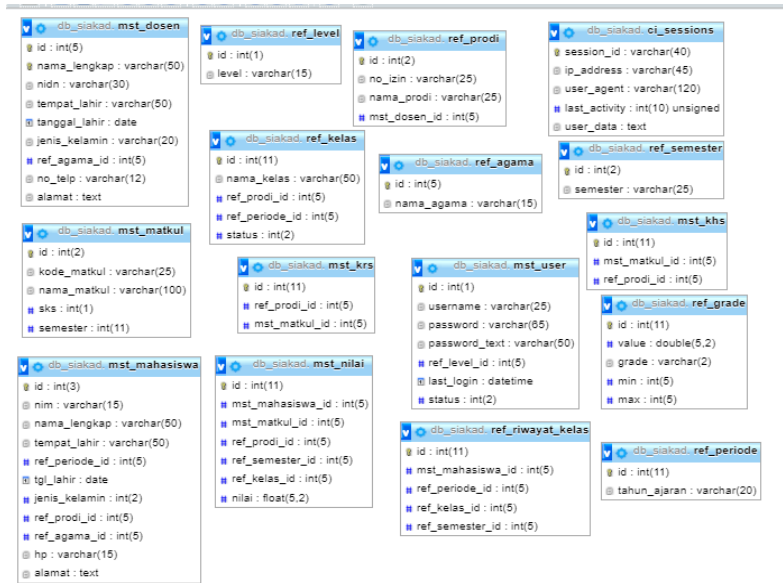 db_siakad. mst_dosen
id : int(5)
nama_lengkap : varchar(50)
nidn : varchar(30)
tempat_lahir : varchar(50)
tanggal_lahir : date
jenis_kelamin : varchar(20)
ref_agama_id : int(5)
no_telp : varchar(12)
alamat : text
db_siakad. ref_level
id : int(1)
level : varchar(15)
db_siakad. ref_prodi
id : int(2)
no_izin : varchar(25)
nama_prodi : varchar(25)
mst_dosen_id : int(5)
db_siakad. ci_sessions
session_id : varchar(40)
ip_address : varchar(45)
user_agent : varchar(120)
last_activity : int(10) unsigned
user_data : text
db_siakad. ref_kelas
id : int(11)
nama_kelas : varchar(50)
ref_prodi_id : int(5)
ref_periode_id : int(5)
status : int(2)
db_siakad. ref_agama
id : int(5)
nama_agama : varchar(15)
db_siakad. ref_semester
id : int(2)
semester : varchar(25)
db_siakad. mst_matkul
id : int(2)
kode_matkul : varchar(25)
nama_matkul : varchar(100)
sks : int(1)
semester : int(11)
db_siakad. mst_krs
id : int(11)
ref_prodi_id : int(5)
mst_matkul_id : int(5)
db_siakad. mst_user
id : int(1)
username : varchar(25)
password : varchar(65)
password_text : varchar(50)
ref_level_id : int(5)
last_login : datetime
status : int(2)
db_siakad. mst_khs
id : int(11)
mst_matkul_id : int(5)
ref_prodi_id : int(5)
db_siakad. ref_grade
id : int(11)
value : double(5,2)
grade : varchar(2)
min : int(5)
max : int(5)
db_siakad. mst_mahasiswa
id : int(3)
nim : varchar(15)
nama_lengkap : varchar(50)
tempat_lahir : varchar(50)
ref_periode_id : int(5)
tgl_lahir : date
jenis_kelamin : int(2)
ref_prodi_id : int(5)
ref_agama_id : int(5)
hp : varchar(15)
alamat : text
db_siakad. mst_nilai
id : int(11)
mst_mahasiswa_id : int(5)
mst_matkul_id : int(5)
ref_prodi_id : int(5)
ref_semester_id : int(5)
ref_kelas_id : int(5)
nilai : float(5,2)
db_siakad. ref_riwayat_kelas
id : int(11)
mst_mahasiswa_id : int(5)
ref_periode_id : int(5)
ref_kelas_id : int(5)
ref_semester_id : int(5)
db_siakad. ref_periode
id : int(11)
tahun_ajaran : varchar(20)